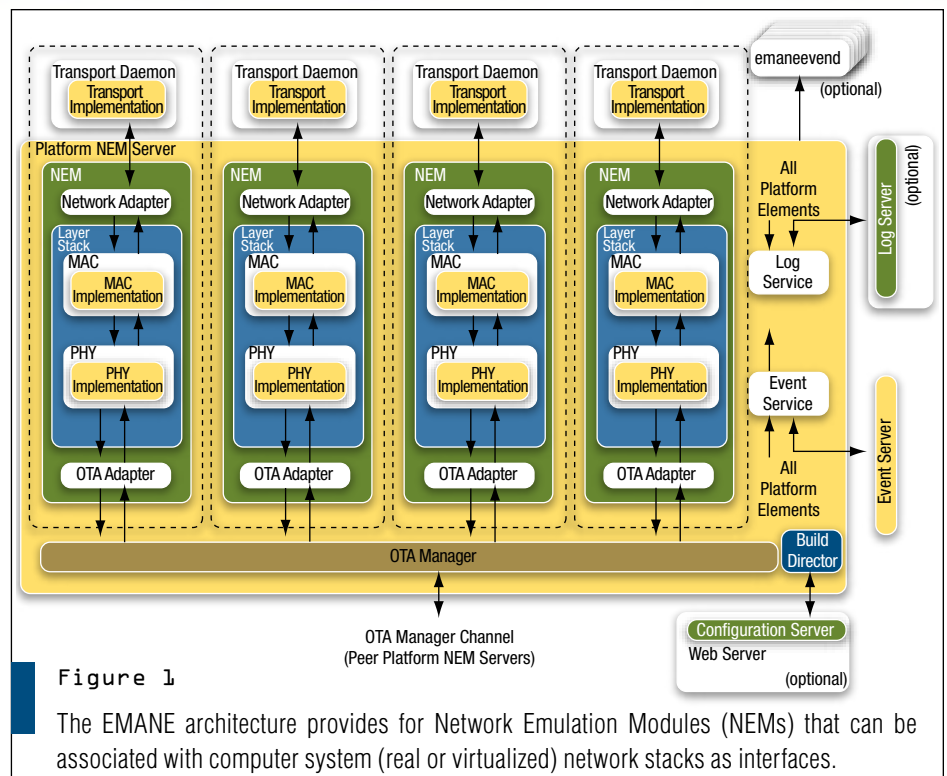 Transport Daemon
Transport
Implementation
Transport Daemon
Transport
Implementation
Transport Daemon
Transport
Implementation
Transport Daemon
Transport
Implementation
emaneevend
(optional)
Platform NEM Server
NEM
Network Adapter
Layer
Stack
MAC
MAC
Implementation
PHY
PHY
Implementation
OTA Adapter
NEM
Network Adapter
Layer
Stack
MAC
MAC
Implementation
PHY
PHY
Implementation
OTA Adapter
NEM
Network Adapter
Layer
Stack
MAC
MAC
Implementation
PHY
PHY
Implementation
OTA Adapter
NEM
Network Adapter
Layer
Stack
MAC
MAC
Implementation
PHY
PHY
Implementation
OTA Adapter
All
Platform
Elements
Log
Service
Log Server
(optional)
Event
Service
All
Platform
Elements
Event Server
OTA Manager
Build
Director
OTA Manager Channel
(Peer Platform NEM Servers)
Configuration Server
Web Server
(optional)
Figure 1
The EMANE architecture provides for Network Emulation Modules (NEMs) that can be
associated with computer system (real or virtualized) network stacks as interfaces.